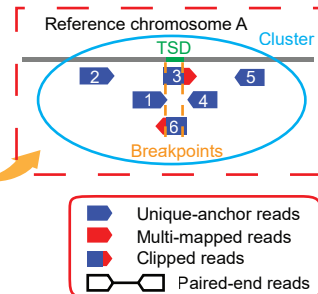 Reference chromosome A
TSD
Cluster
2 3 5
1 4
6
Breakpoints
Unique-anchor reads
Multi-mapped reads
Clipped reads
Paired-end reads